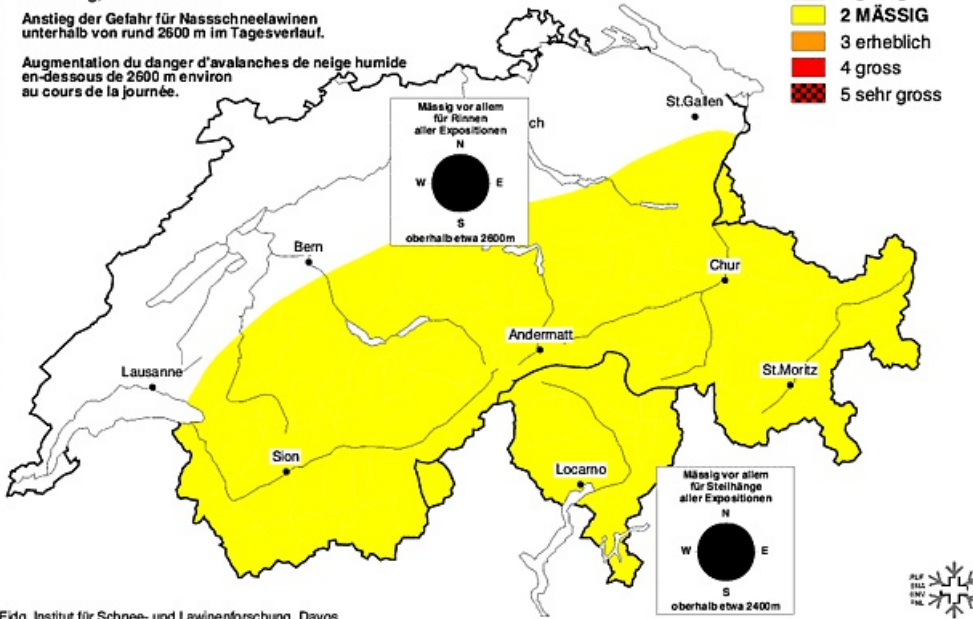 Anstieg der Gefahr für Nassschneelawinen
unterhalb von rund 2600 m im Tagesverlauf.
Augmentation du danger d'avalanches de neige humide
en-dessous de 2600 m environ
au cours de la journée.
2 MÄSSIG
3 erheblich
4 gross
5 sehr gross
St.Gallen
Mässig vor allem
für Rinnen
aller Expositionen
N
W E
S
oberhalb etwa 2600m
ch
Bern
Chur
Andermatt
Lausanne
St.Moritz
Sion
Locarno
Mässig vor allem
für Steilhänge
aller Expositionen
N
W E
S
oberhalb etwa 2400m
Eidg. Institut für Schnee- und Lawinenforschung, Davos
SLF